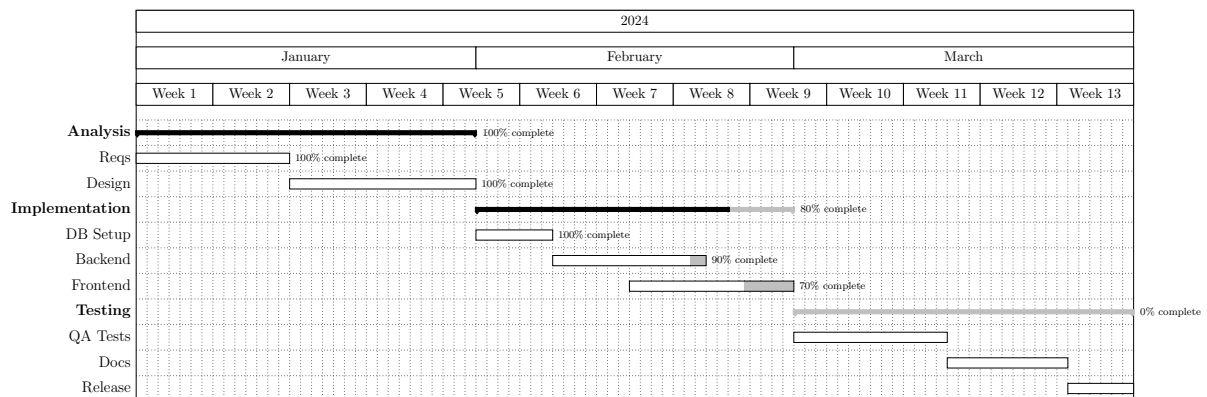 2024
January February March
Week 1 Week 2 Week 3 Week 4 Week 5 Week 6 Week 7 Week 8 Week 9 Week 10 Week 11 Week 12 Week 13
Analysis 100% complete
Reqs 100% complete
Design 100% complete
Implementation 80% complete
DB Setup 100% complete
Backend 90% complete
Frontend 70% complete
Testing 0% complete
QA Tests
Docs
Release